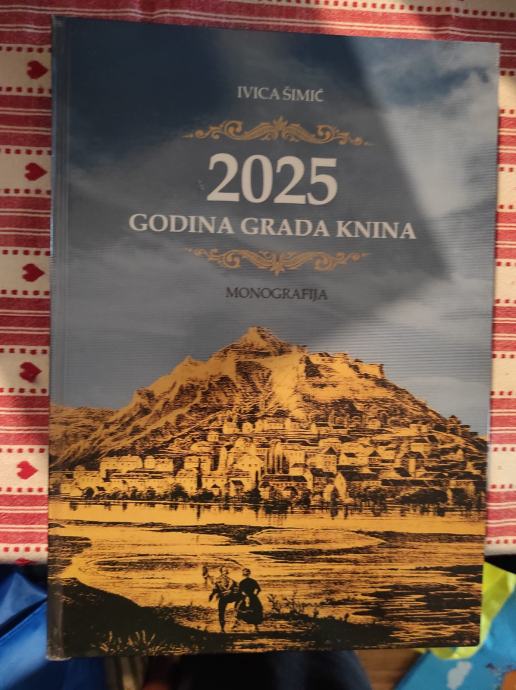 IVICA ŠIMIĆ
2025
GODINA GRADA KNINA
MONOGRAFIJA